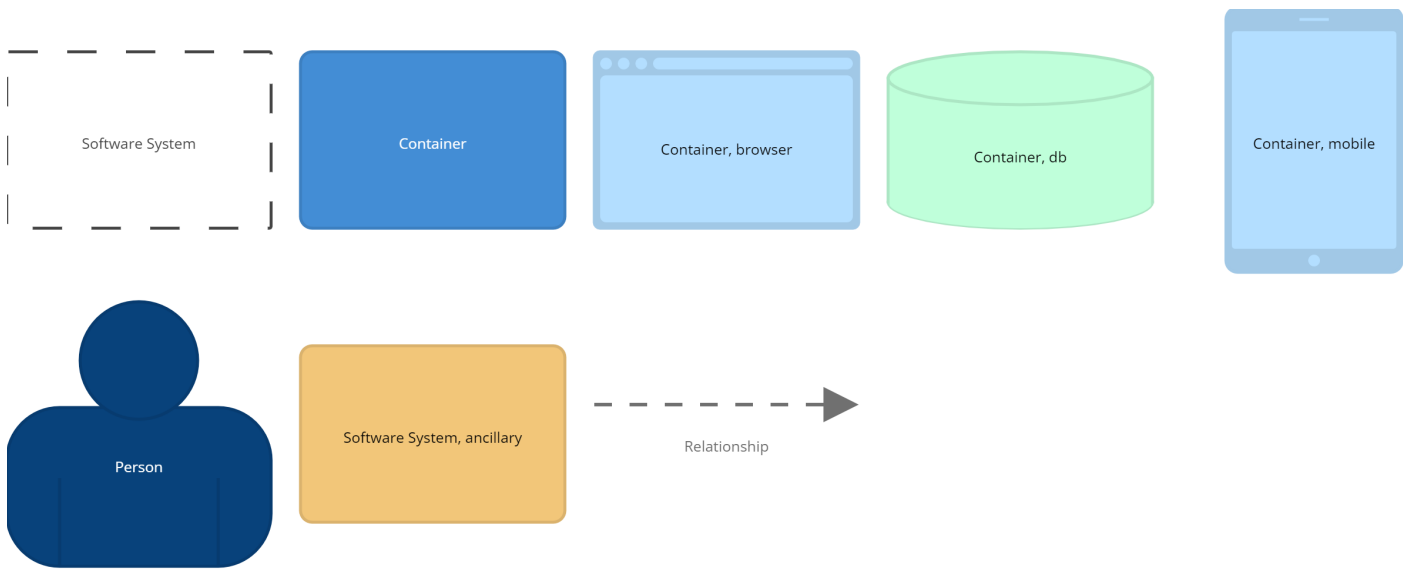 Software System
Container
Container, browser
Container, db
Container, mobile
Person
Software System, ancillary
Relationship